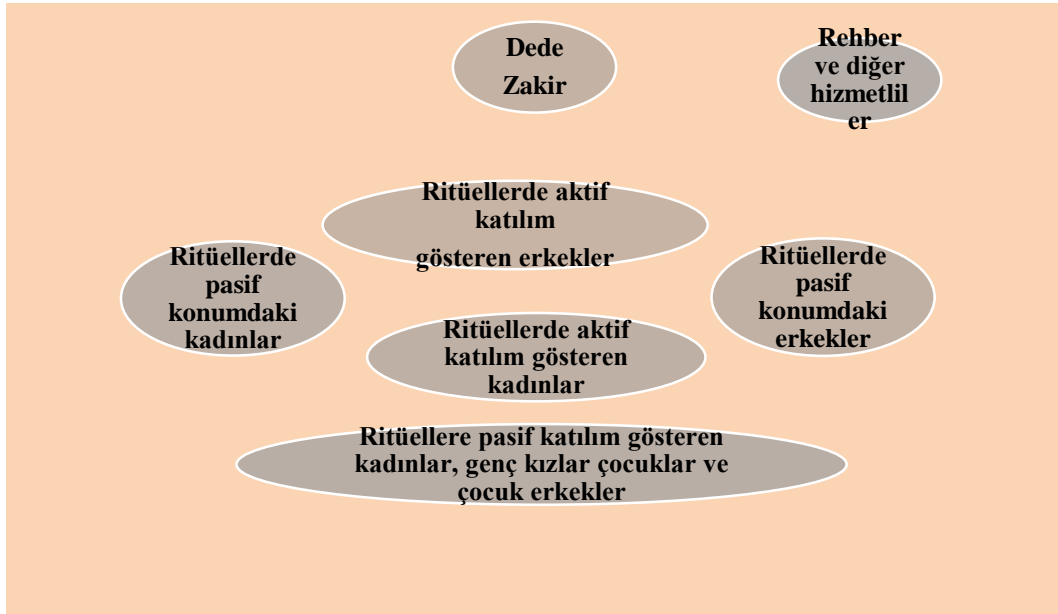 Dede
Zakir
Rehber
ve diğer
hizmetlil
er
Ritüellerde aktif
katılım
gösteren erkekler
Ritüellerde
pasif
konumdaki
kadınlar
Ritüellerde
pasif
konumdaki
erkekler
Ritüellerde aktif
katılım gösteren
kadınlar
Ritüellere pasif katılım gösteren
kadınlar, genç kızlar çocuklar ve
çocuk erkekler